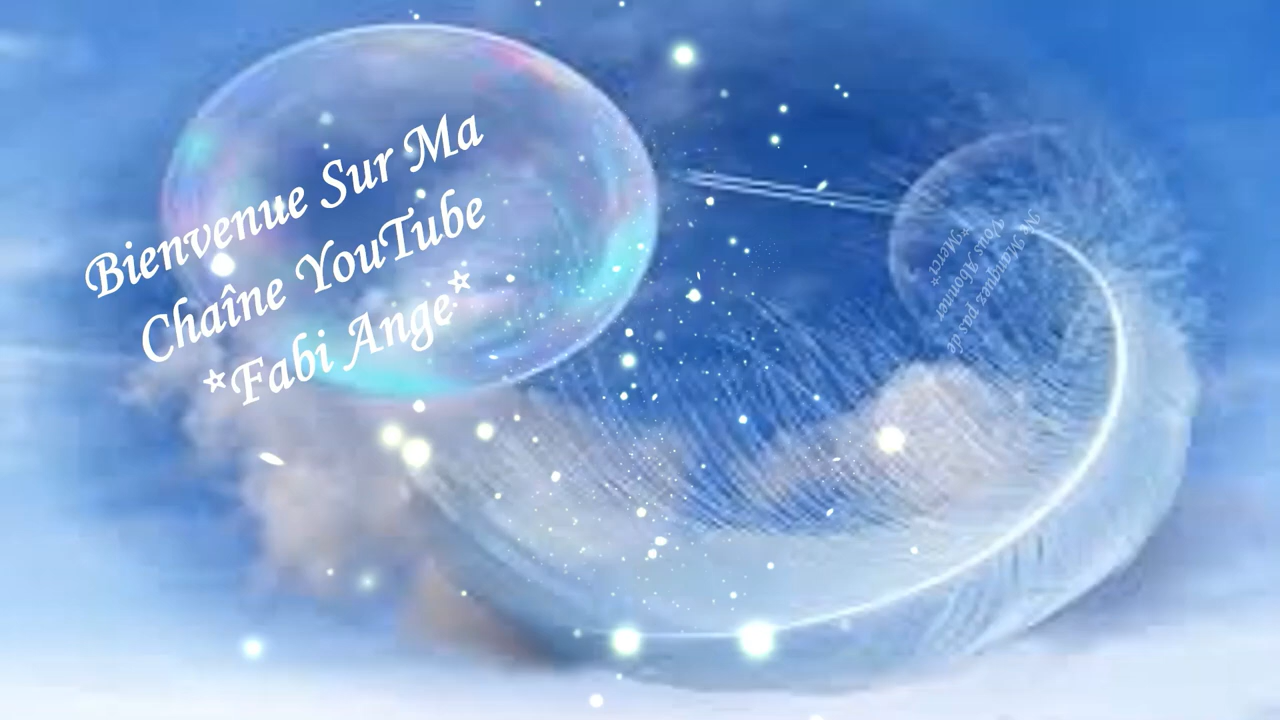 Bienvenue Sur Ma
Chaîne YouTube
*Fabi Ange*
Ne Manquez pas de
Vous Abonner
*Merci*